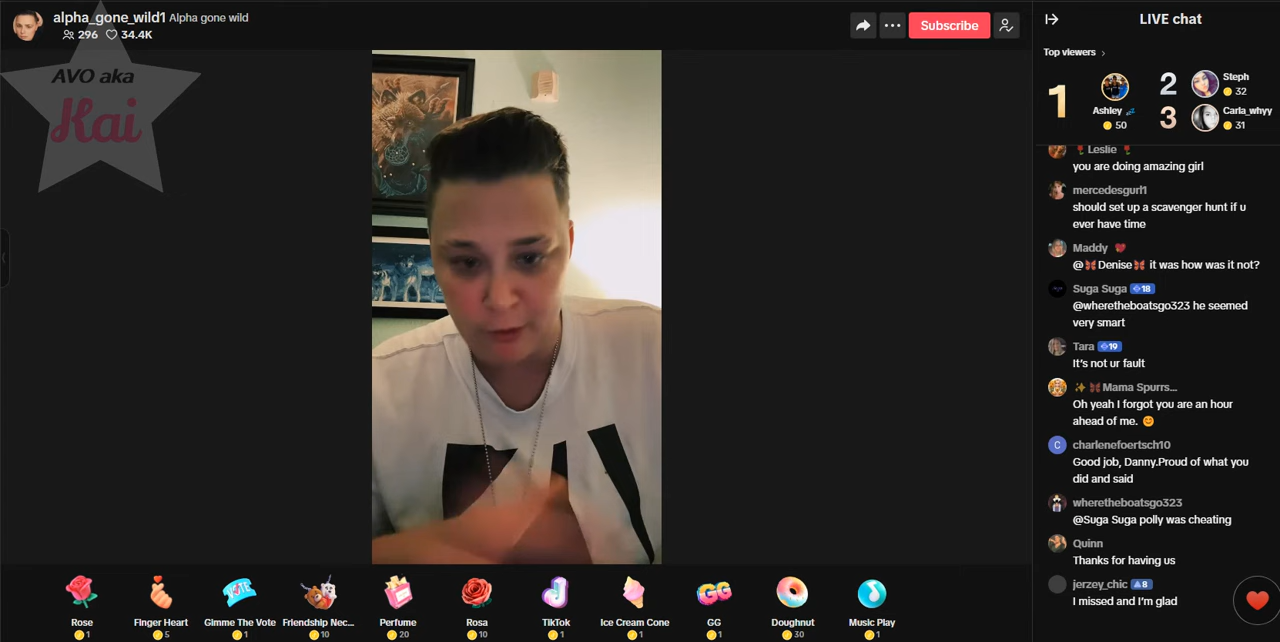 alpha_gone_wild1 Alpha gone wild
296 34.4K
Subscribe
AVO aka
Kai
LIVE chat
Top viewers
1
Ashley
50
2
Steph
32
3
Carla_whyy
31
Leslie
you are doing amazing girl
mercedesgurl1
should set up a scavenger hunt if u
ever have time
Maddy
@🦋Denise🦋 it was how was it not?
Suga Suga 18
@wheretheboatsgo323 he seemed
very smart
Tara 19
It's not ur fault
✨🦋Mama Spurrs...
Oh yeah I forgot you are an hour
ahead of me. 😊
C charlenefoertsch10
Good job, Danny.Proud of what you
did and said
wheretheboatsgo323
@Suga Suga polly was cheating
Quinn
Thanks for having us
jerzey_chic 8
I missed and I'm glad
VOTE
GG
Rose
Finger Heart
Gimme The Vote
Friendship Nec...
Perfume
Rosa
TikTok
Ice Cream Cone
GG
Doughnut
Music Play
1
5
1
10
20
10
1
1
1
30
1